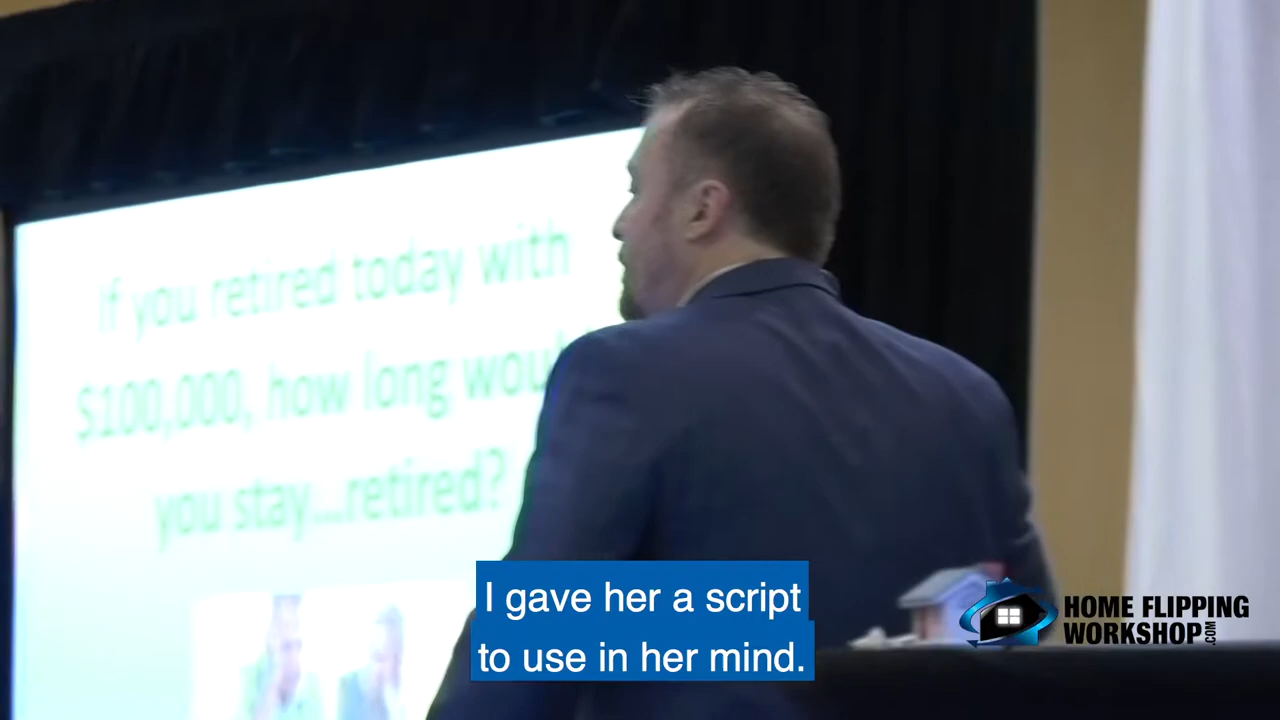 If you retired today with
$100,000, how long woul
you stay...retired?
I gave her a script
to use in her mind.
HOME FLIPPING
WORKSHOP.COM